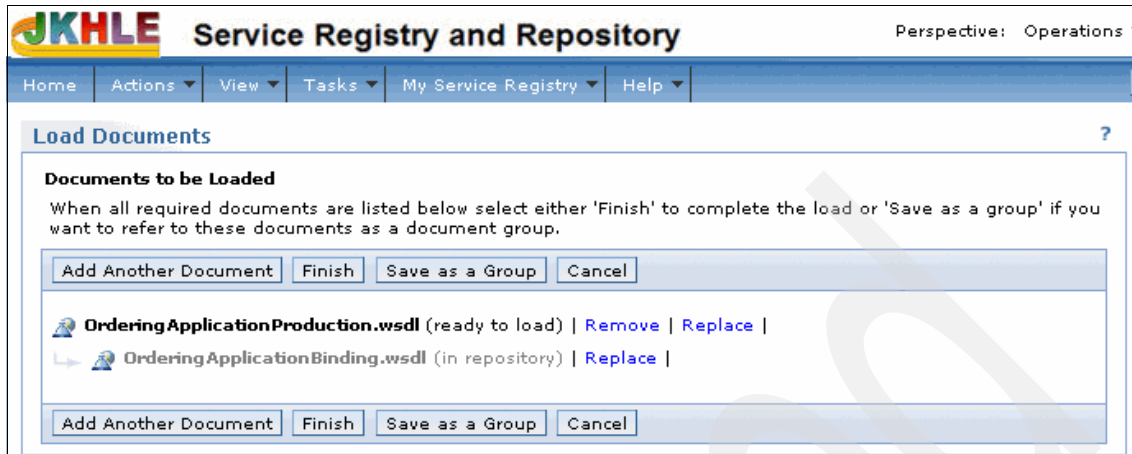 JKHLE Service Registry and Repository Perspective: Operations
Home Actions View Tasks My Service Registry Help
Load Documents ?
Documents to be Loaded
When all required documents are listed below select either 'Finish' to complete the load or 'Save as a group' if you
want to refer to these documents as a document group.
Add Another Document Finish Save as a Group Cancel
OrderingApplicationProduction.wsdl (ready to load) | Remove | Replace |
OrderingApplicationBinding.wsdl (in repository) | Replace |
Add Another Document Finish Save as a Group Cancel